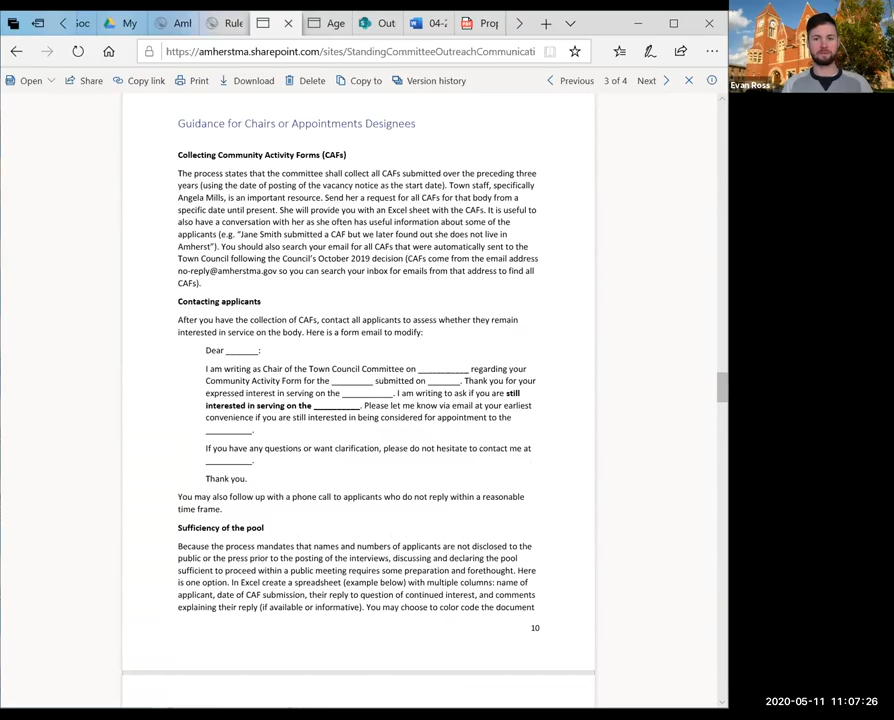 Aml
Rule
Age
Out
04-2
Prop
https://amherstma.sharepoint.com/sites/StandingCommitteeOutreachCommunicati
Open Share Copy link Print Download Delete Copy to Version history Previous 3 of 4 Next
Evan Ross
Guidance for Chairs or Appointments Designees
Collecting Community Activity Forms (CAFs)
The process states that the committee shall collect all CAFs submitted over the preceding three
years (using the date of posting of the vacancy notice as the start date). Town staff, specifically
Angela Mills, is an important resource. Send her a request for all CAFs for that body from a
specific date until present. She will provide you with an Excel sheet with the CAFs. It is useful to
also have a conversation with her as she often has useful information about some of the
applicants (e.g. "Jane Smith submitted a CAF but we later found out she does not live in
Amherst"). You should also search your email for all CAFs that were automatically sent to the
Town Council following the Council's October 2019 decision (CAFs come from the email address
no-reply@amherstma.gov so you can search your inbox for emails from that address to find all
CAFs).
Contacting applicants
After you have the collection of CAFs, contact all applicants to assess whether they remain
interested in service on the body. Here is a form email to modify:
Dear _______:
I am writing as Chair of the Town Council Committee on ___________ regarding your
Community Activity Form for the _________ submitted on _______. Thank you for your
expressed interest in serving on the ___________. I am writing to ask if you are still
interested in serving on the __________. Please let me know via email at your earliest
convenience if you are still interested in being considered for appointment to the
__________.
If you have any questions or want clarification, please do not hesitate to contact me at
__________.
Thank you.
You may also follow up with a phone call to applicants who do not reply within a reasonable
time frame.
Sufficiency of the pool
Because the process mandates that names and numbers of applicants are not disclosed to the
public or the press prior to the posting of the interviews, discussing and declaring the pool
sufficient to proceed within a public meeting requires some preparation and forethought. Here
is one option. In Excel create a spreadsheet (example below) with multiple columns: name of
applicant, date of CAF submission, their reply to question of continued interest, and comments
explaining their reply (if available or informative). You may choose to color code the document
10
2020-05-11 11:07:26